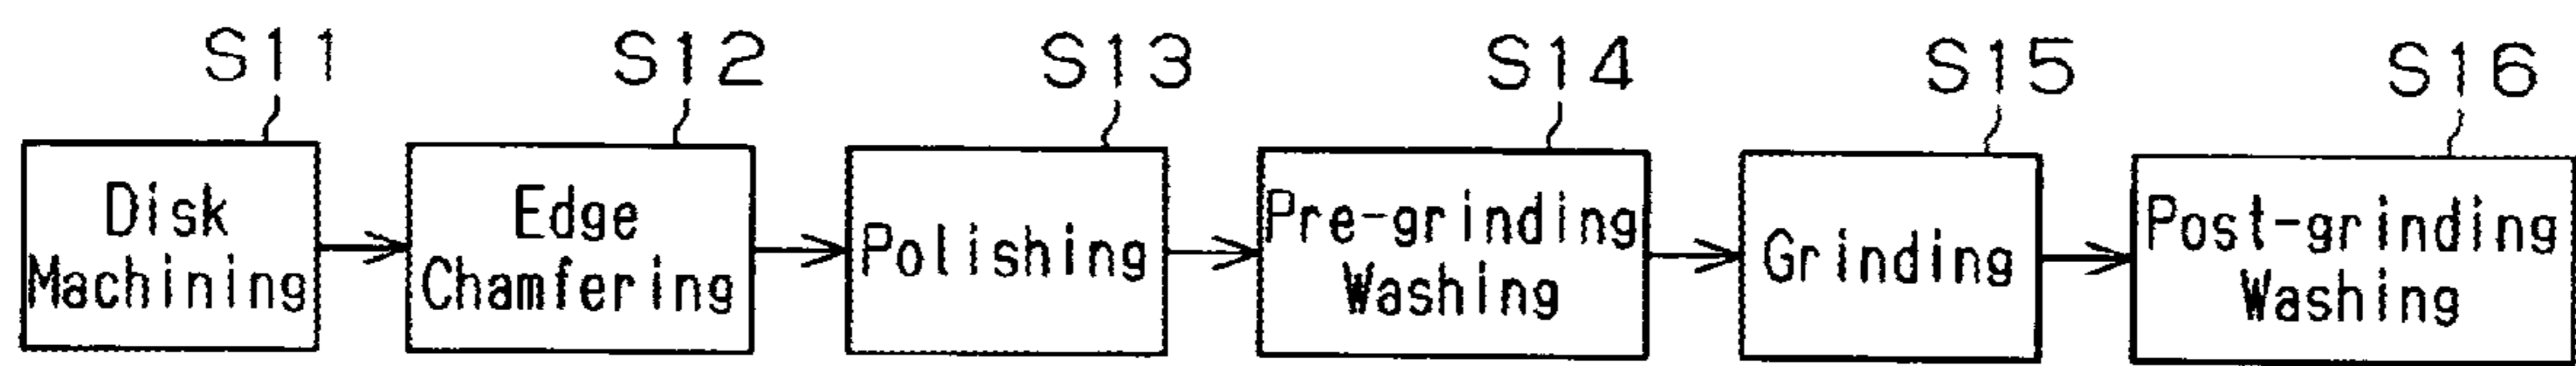 S11 S12 S13 S14 S15 S16
Disk
Machining
Edge
Chamfering
Polishing
Pre-grinding
Washing
Grinding
Post-grinding
Washing